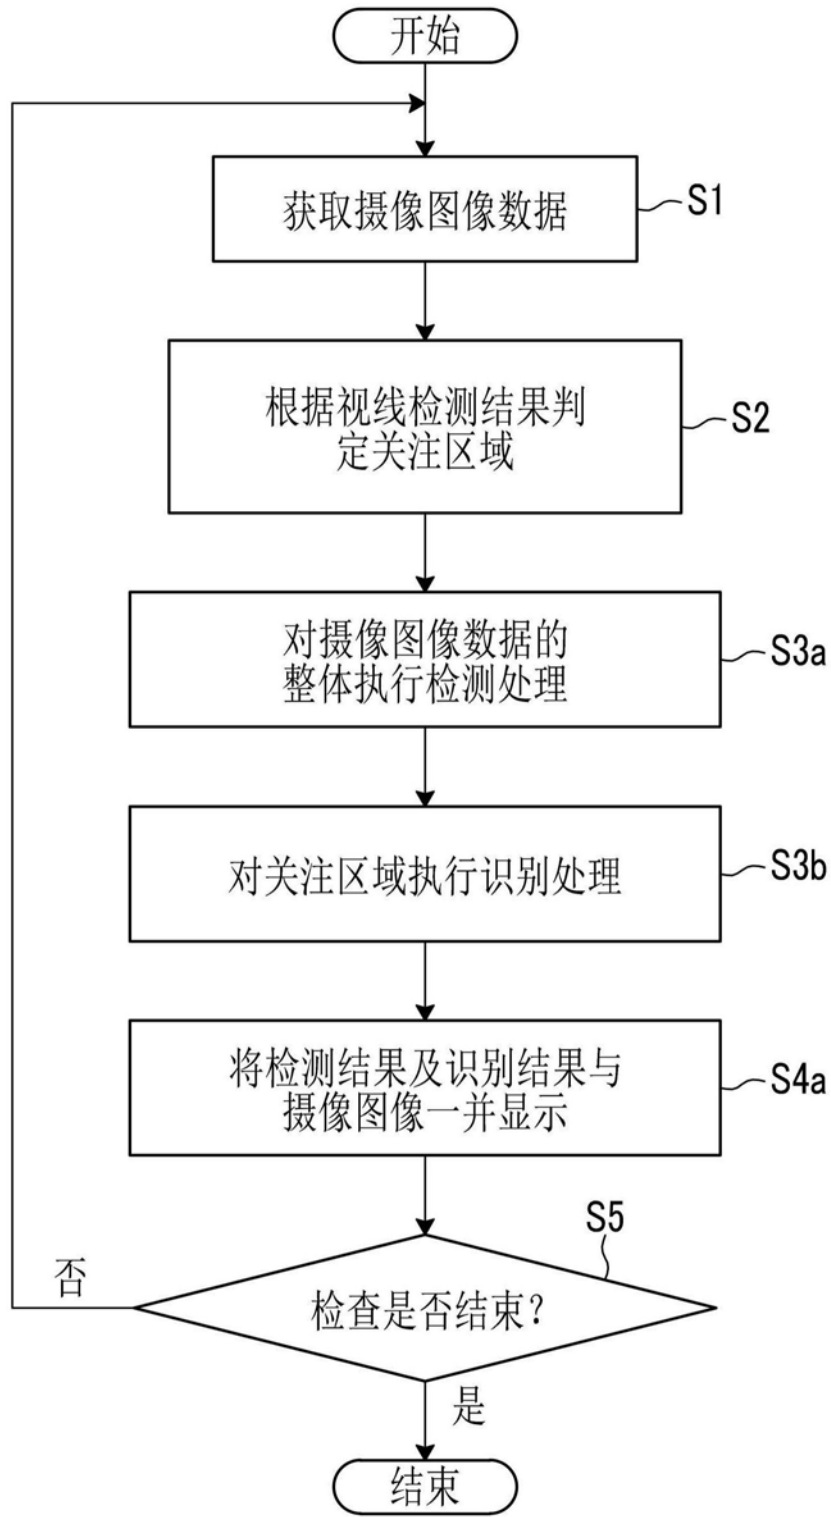 开始
获取摄像图像数据
S1
根据视线检测结果判
定关注区域
S2
对摄像图像数据的
整体执行检测处理
S3a
对关注区域执行识别处理
S3b
将检测结果及识别结果与
摄像图像一并显示
S4a
S5
检查是否结束?
否
是
结束